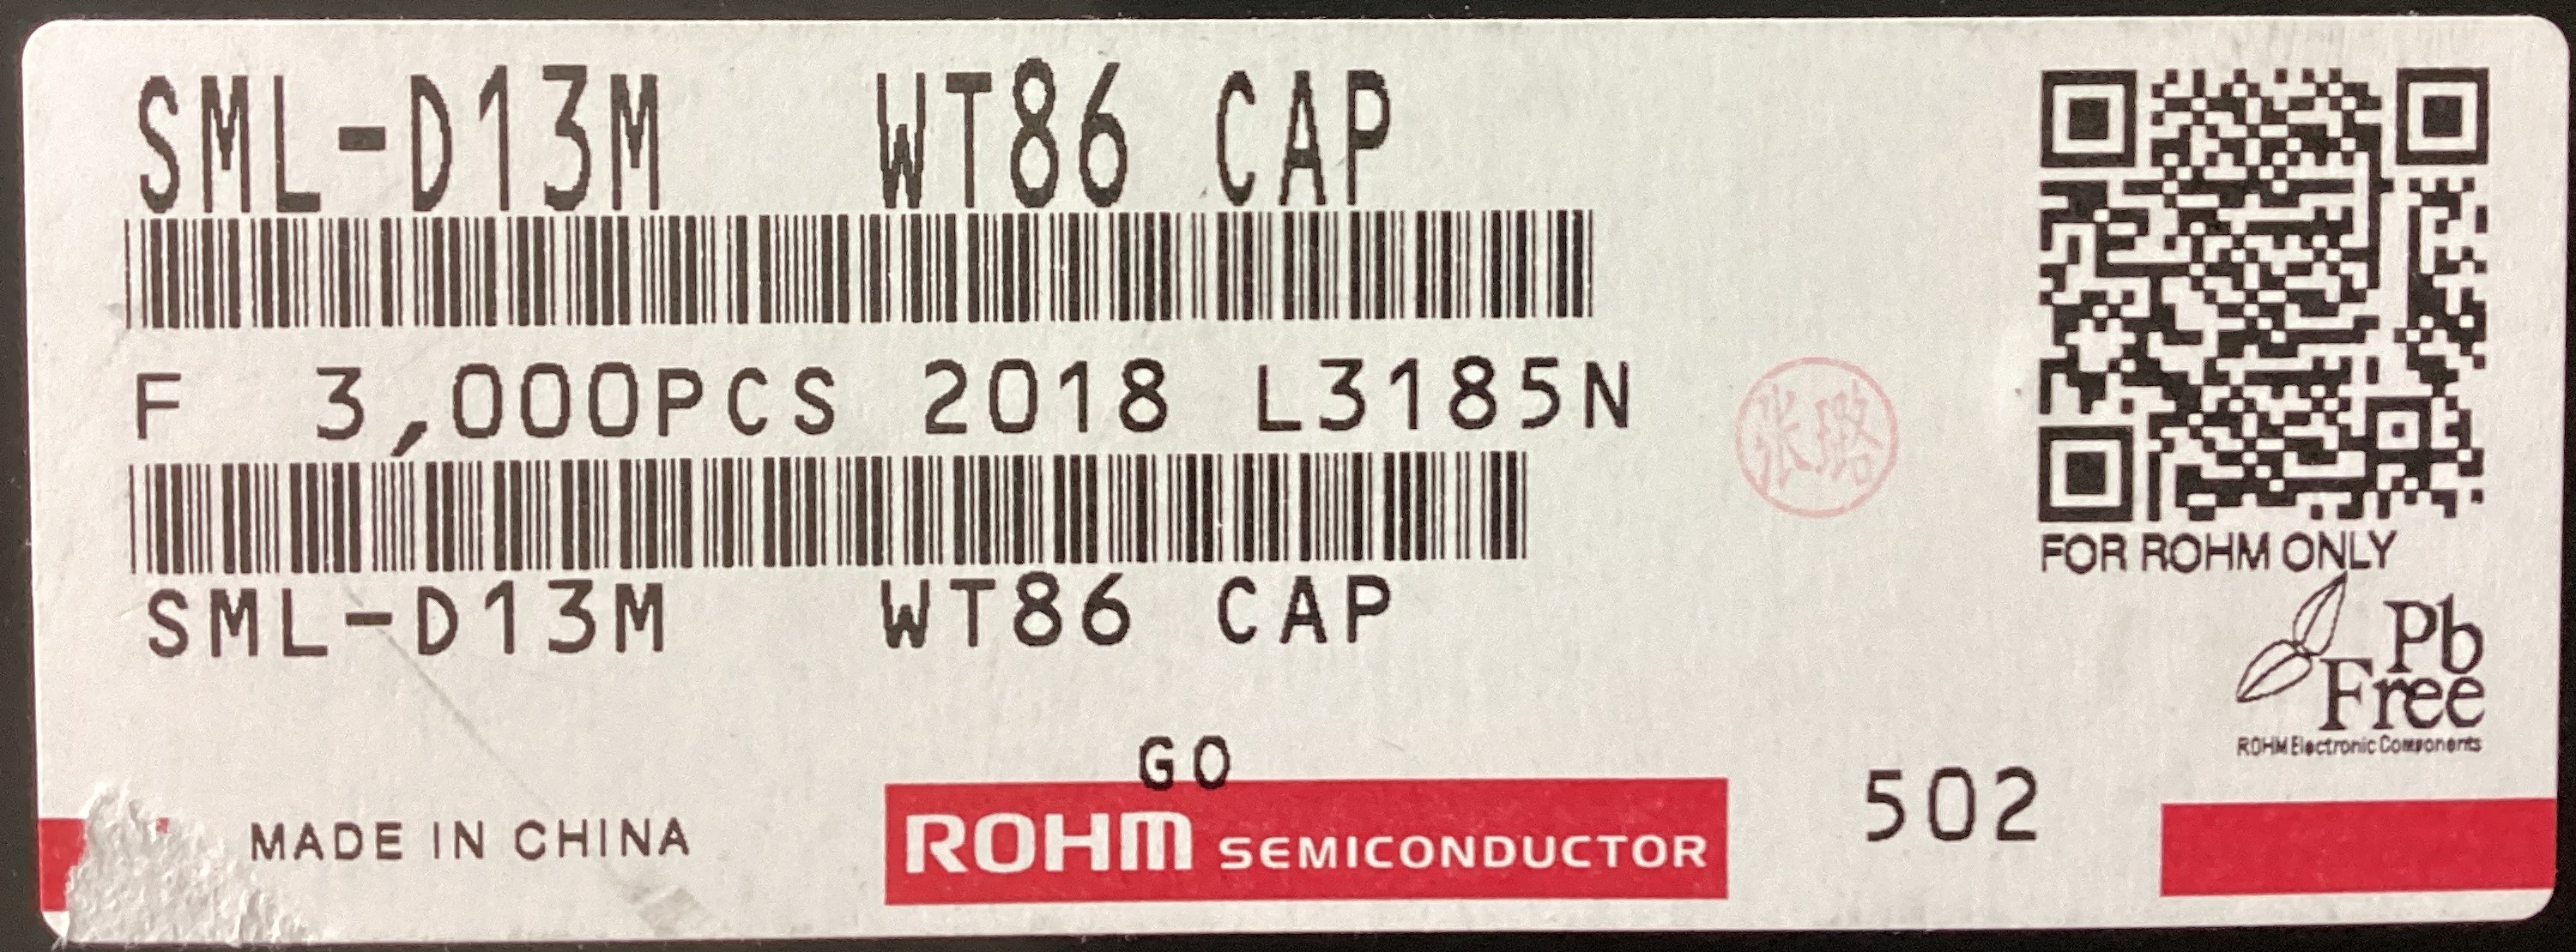 SML-D13M WT86 CAP
F 3,000PCS 2018 L3185N
张璐
SML-D13M WT86 CAP
FOR ROHM ONLY
Pb
Free
ROHM Electronic Components
GO
MADE IN CHINA
ROHM SEMICONDUCTOR
502